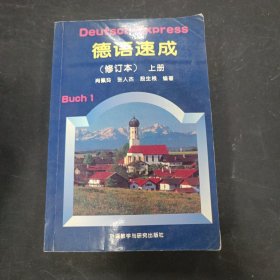 Deutsch Express
德语速成
(修订本) 上册
肖佩玲 张人杰 殷生根 编著
Buch 1
外语教学与研究出版社